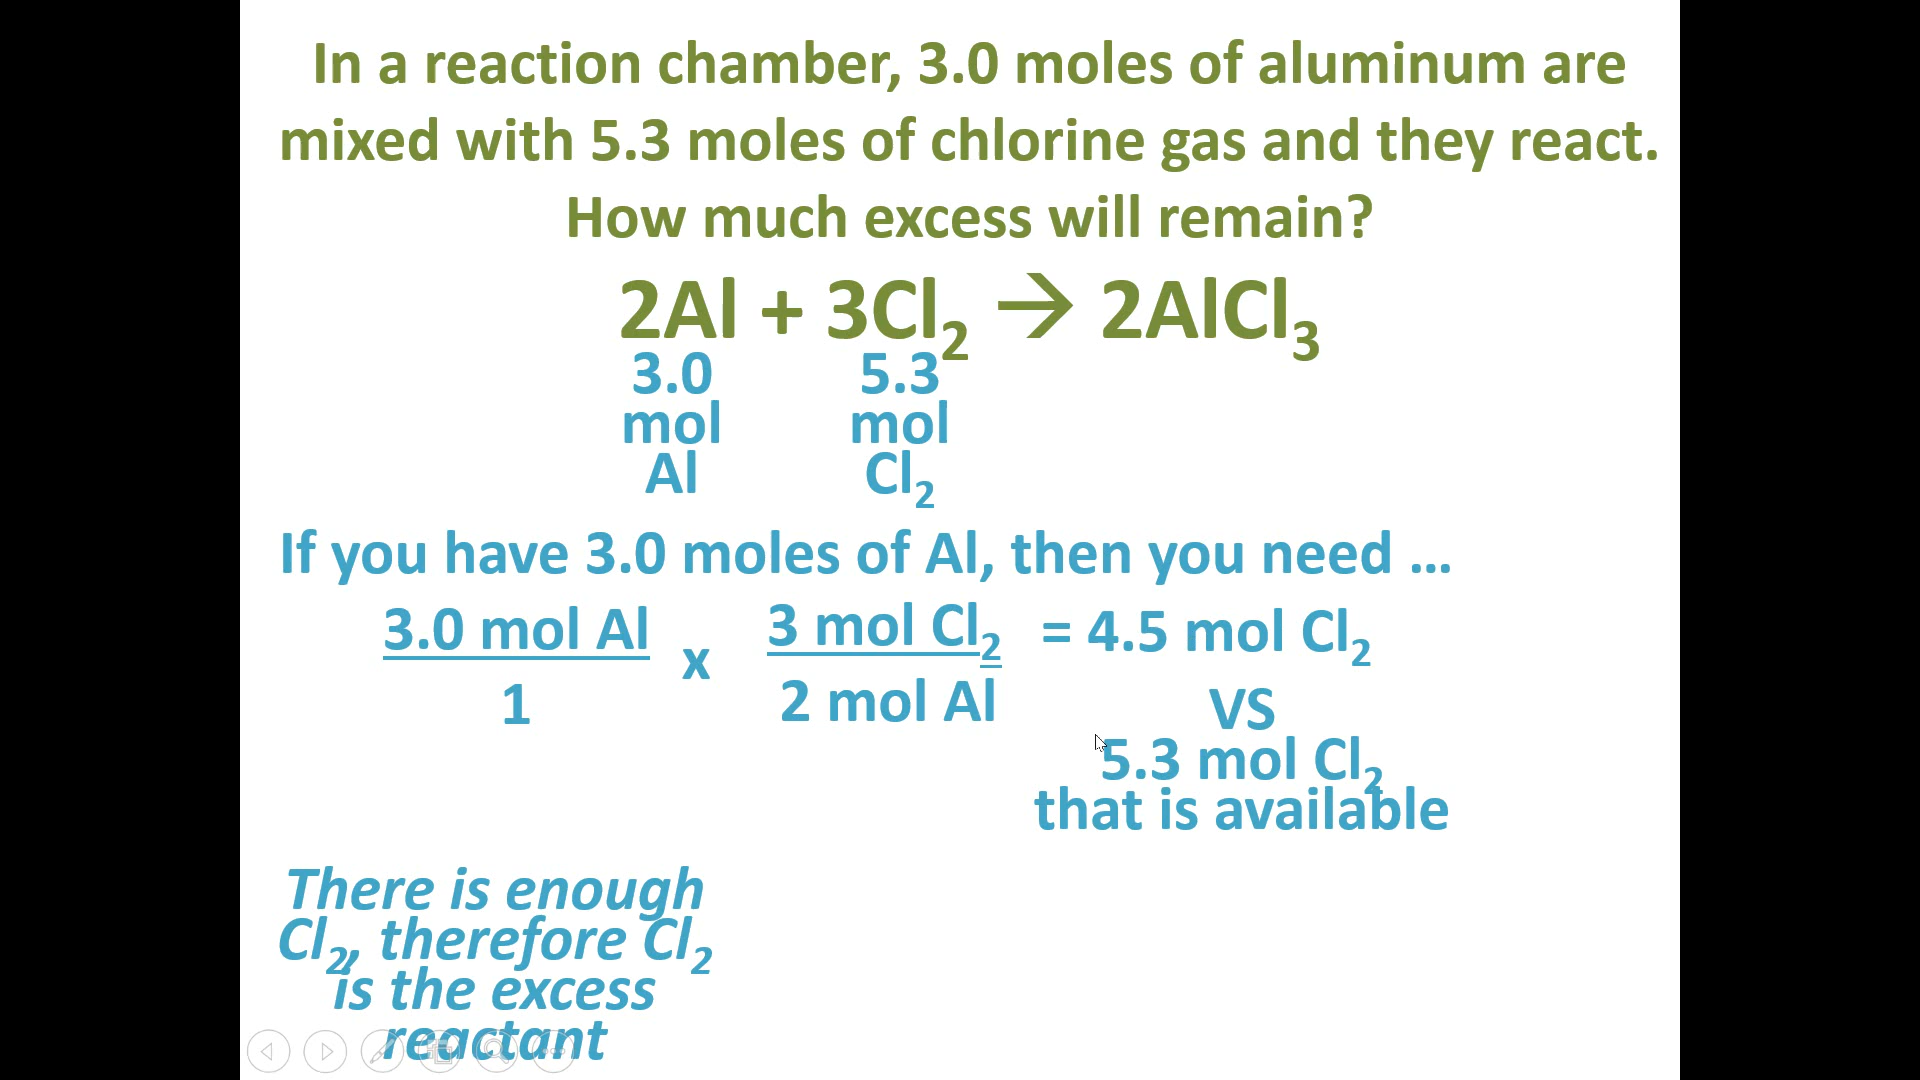 In a reaction chamber, 3.0 moles of aluminum are
mixed with 5.3 moles of chlorine gas and they react.
How much excess will remain?
2Al + 3Cl₂ → 2AlCl₃
3.0
mol
Al
5.3
mol
Cl₂
If you have 3.0 moles of Al, then you need ...
3.0 mol Al
1
x
3 mol Cl₂
2 mol Al
= 4.5 mol Cl₂
VS
5.3 mol Cl₂
that is available
There is enough
Cl₂, therefore Cl₂
is the excess
reactant